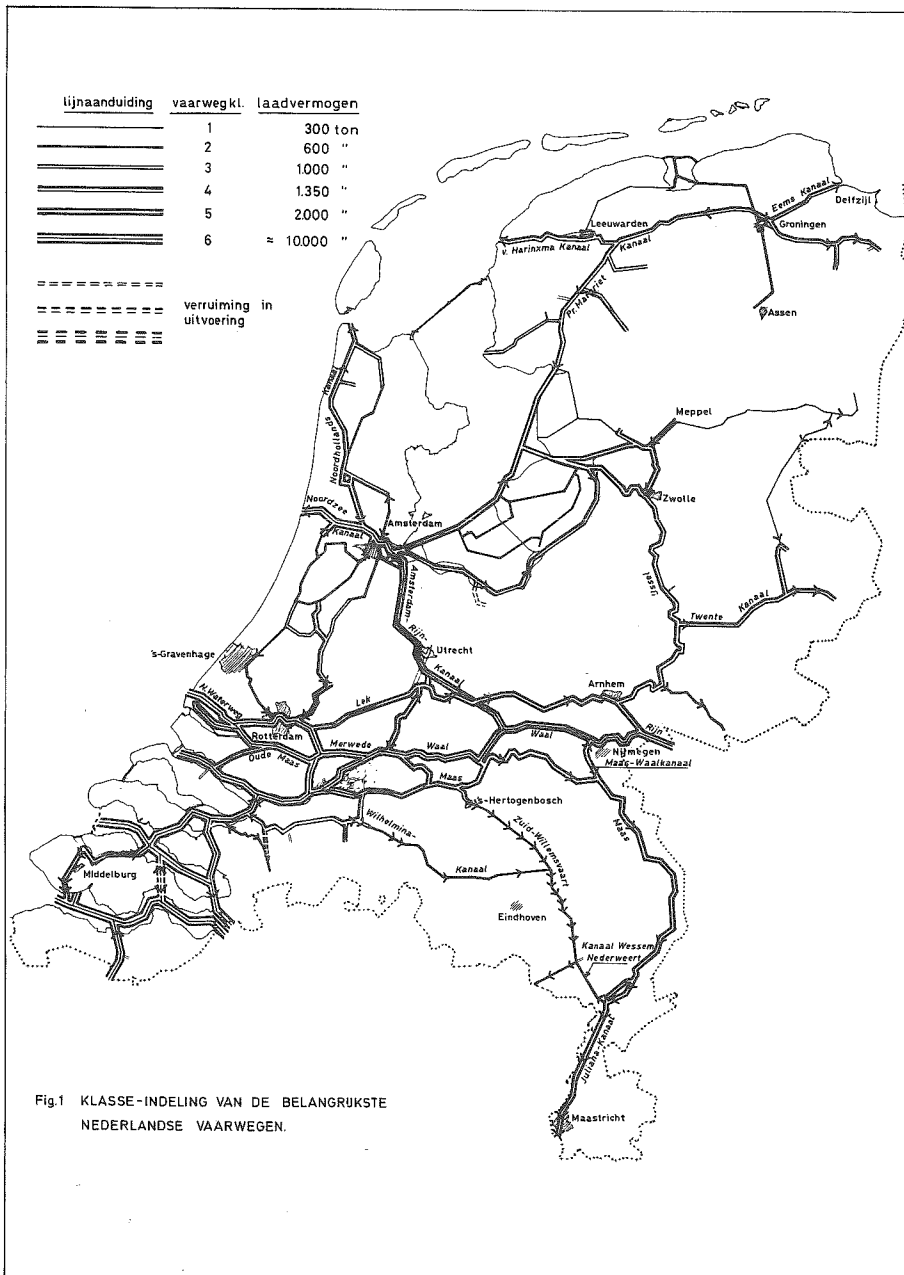 lijnaanduiding vaarwegkl. laadvermogen
1 300 ton
2 600 "
3 1.000 "
4 1.350 "
5 2.000 "
6 ≈ 10.000 "
verruiming in
uitvoering
Leeuwarden
v. Harinxma Kanaal
Kanaal
Pr. Margriet
Eems Kanaal
Delfzijl
Groningen
Assen
Noordhollands
Kanaal
Meppel
Zwolle
Noordzee
Kanaal
Amsterdam
Amsterdam-
Rijn-
Kanaal
IJssel
Twente
Kanaal
's-Gravenhage
Utrecht
N. Waterweg
Lek
Arnhem
Rijn
Rotterdam
Oude Maas
Merwede
Waal
Waal
Nijmegen
Maas-Waalkanaal
Maas
Maas
's-Hertogenbosch
Wilhelmina-
Kanaal
Zuid-Willemsvaart
Middelburg
Eindhoven
Kanaal Wessem
Nederweert
Juliana-Kanaal
Maastricht
Fig.1 KLASSE-INDELING VAN DE BELANGRIJKSTE
NEDERLANDSE VAARWEGEN.